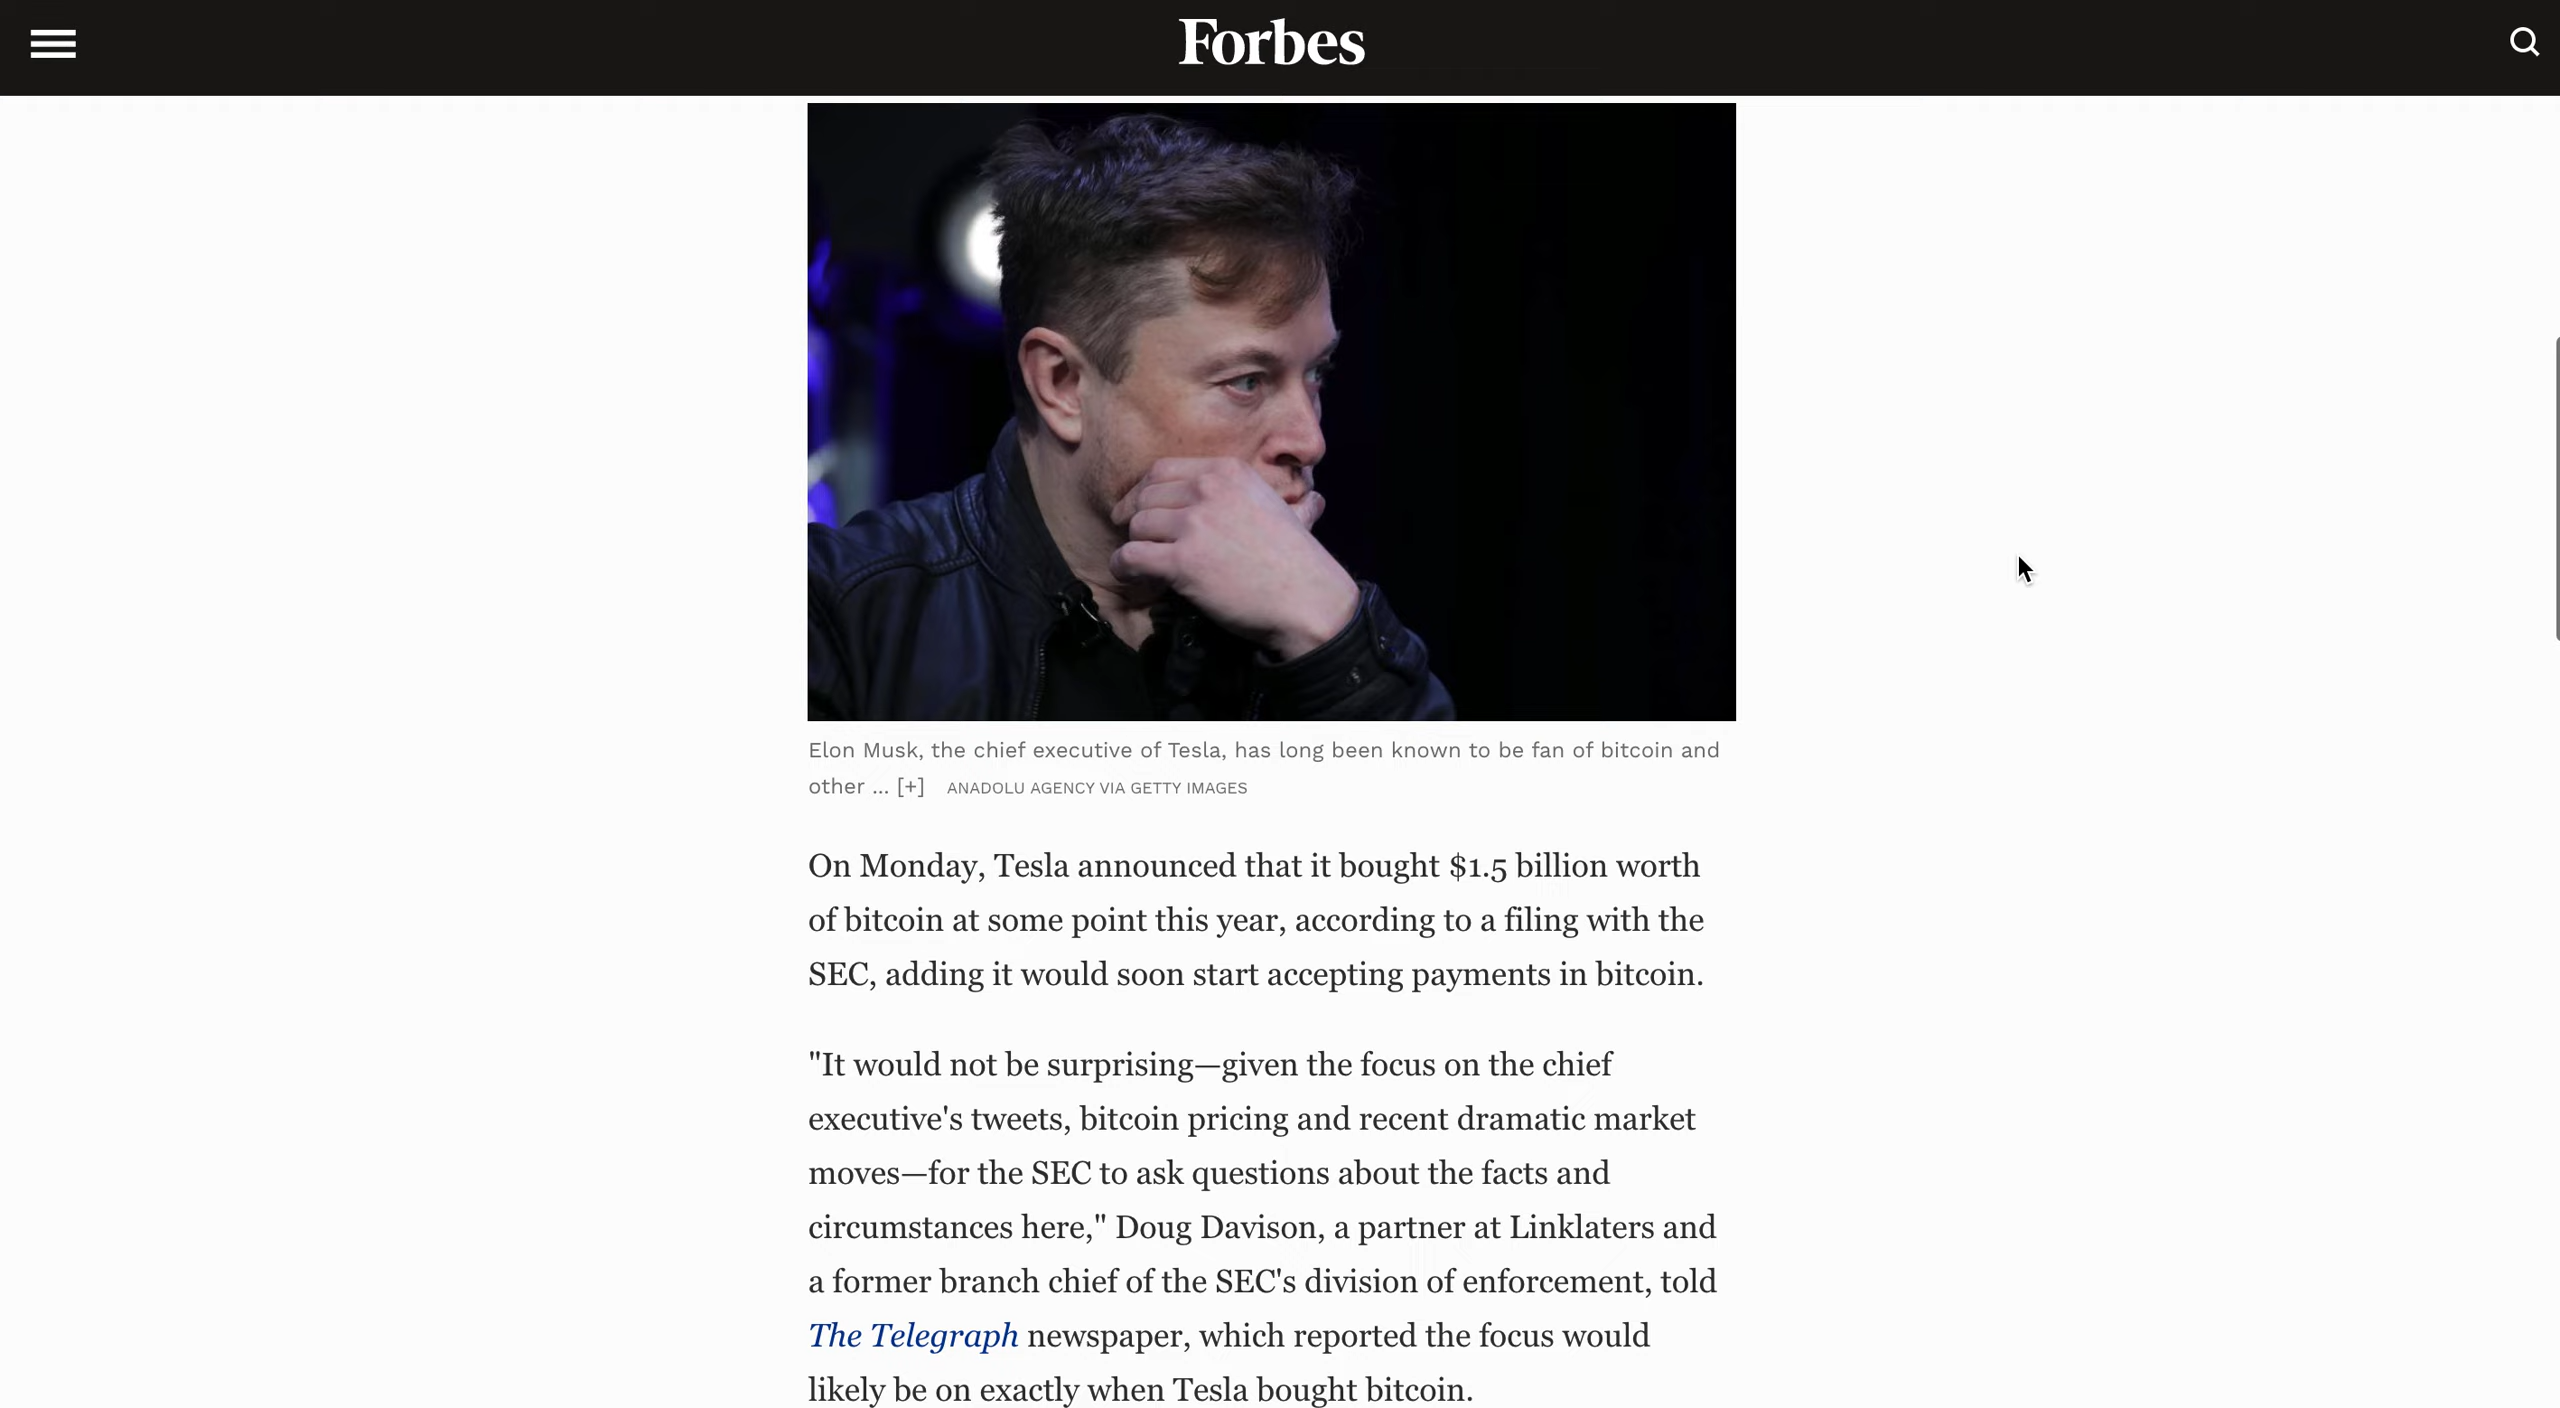 Forbes
Elon Musk, the chief executive of Tesla, has long been known to be fan of bitcoin and
other ... [+] ANADOLU AGENCY VIA GETTY IMAGES
On Monday, Tesla announced that it bought $1.5 billion worth
of bitcoin at some point this year, according to a filing with the
SEC, adding it would soon start accepting payments in bitcoin.
"It would not be surprising—given the focus on the chief
executive's tweets, bitcoin pricing and recent dramatic market
moves—for the SEC to ask questions about the facts and
circumstances here," Doug Davison, a partner at Linklaters and
a former branch chief of the SEC's division of enforcement, told
The Telegraph newspaper, which reported the focus would
likely be on exactly when Tesla bought bitcoin.